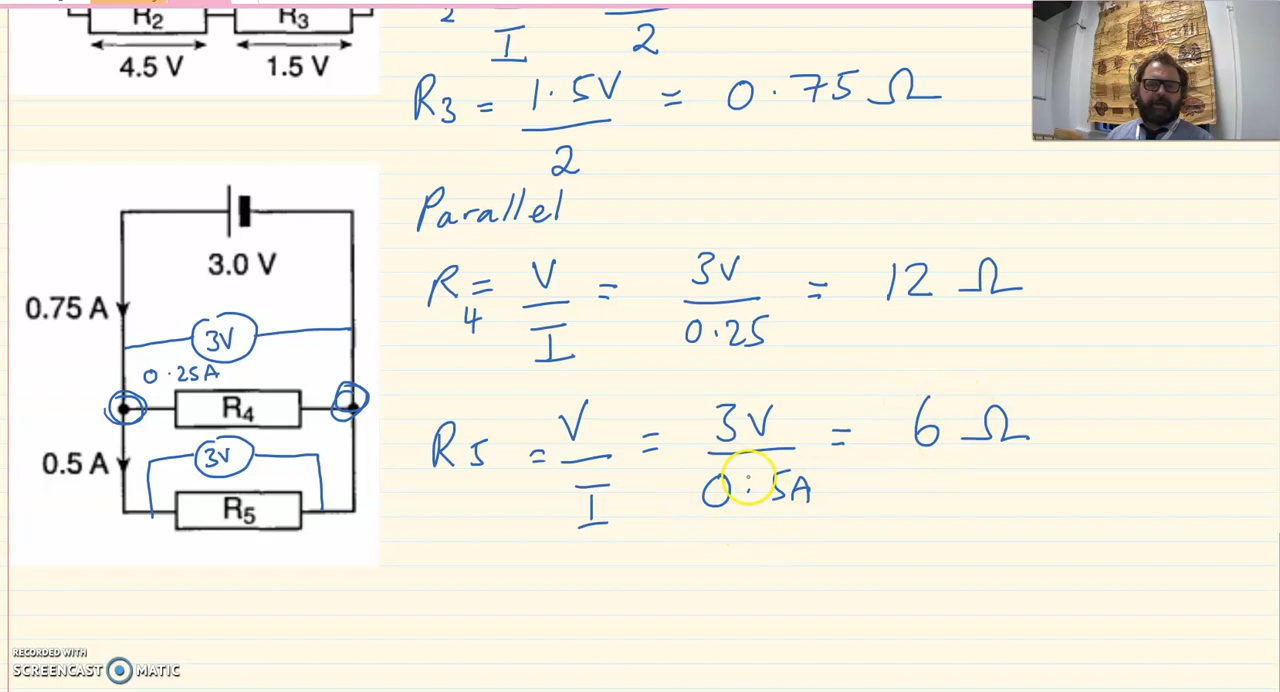 R2
R3
4.5 V
1.5 V
2
I
2
R3 = 1.5V = 0.75 Ω
2
Parallel
R4 = V = 3V = 12 Ω
I
0.25
R5 = V = 3V = 6 Ω
I
0.5A
3.0 V
0.75 A
3V
0.25A
R4
0.5 A
3V
R5
RECORDED WITH
SCREENCAST MATIC